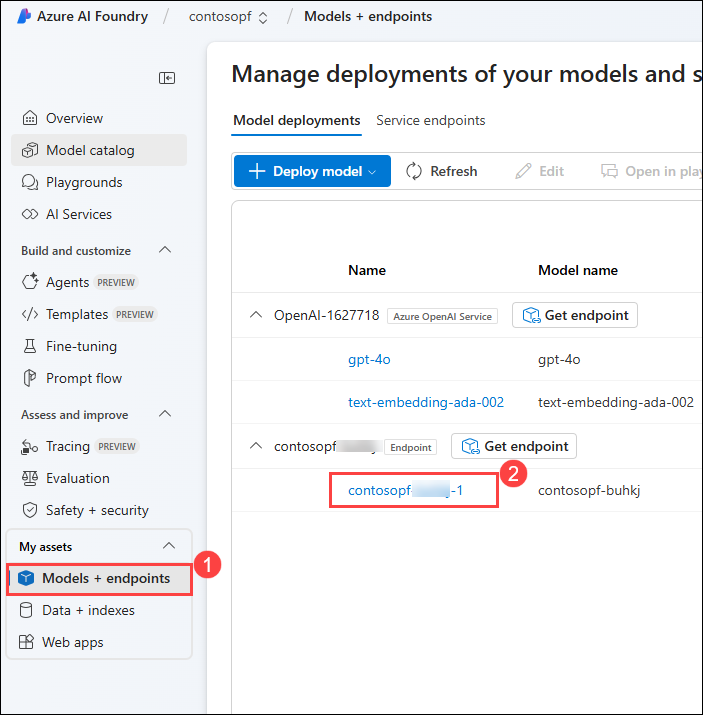 Azure AI Foundry / contosopf / Models + endpoints
Manage deployments of your models and s
Overview
Model catalog
Playgrounds
AI Services
Build and customize
Agents PREVIEW
Templates PREVIEW
Fine-tuning
Prompt flow
Assess and improve
Tracing PREVIEW
Evaluation
Safety + security
My assets
Models + endpoints 1
Data + indexes
Web apps
Model deployments Service endpoints
Deploy model Refresh Edit Open in play
Name Model name
OpenAI-1627718 Azure OpenAI Service Get endpoint
gpt-4o gpt-4o
text-embedding-ada-002 text-embedding-ada-002
contosopf Endpoint Get endpoint
2
contosopf -1 contosopf-buhkj